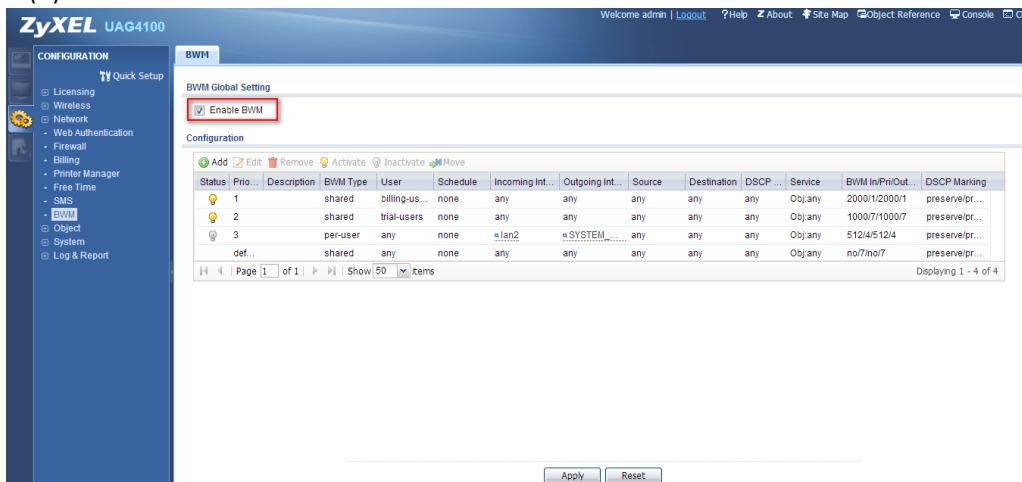 ZyXEL UAG4100
Welcome admin | Logout ?Help Z About Site Map Object Reference Console
CONFIGURATION
Quick Setup
Licensing
Wireless
Network
Web Authentication
Firewall
Billing
Printer Manager
Free Time
SMS
BWM
Object
System
Log & Report
BWM
BWM Global Setting
Enable BWM
Configuration
Add Edit Remove Activate Inactivate Move
Status Prio... Description BWM Type User Schedule Incoming Int... Outgoing Int... Source Destination DSCP ... Service BWM In/Pri/Out... DSCP Marking
1 shared billing-us... none any any any any any Obj:any 2000/1/2000/1 preserve/pr...
2 shared trial-users none any any any any any Obj:any 1000/7/1000/7 preserve/pr...
3 per-user any none lan2 SYSTEM_... any any any Obj:any 512/4/512/4 preserve/pr...
def... shared any none any any any any any Obj:any no/7/no/7 preserve/pr...
Page 1 of 1 Show 50 items Displaying 1 - 4 of 4
Apply Reset